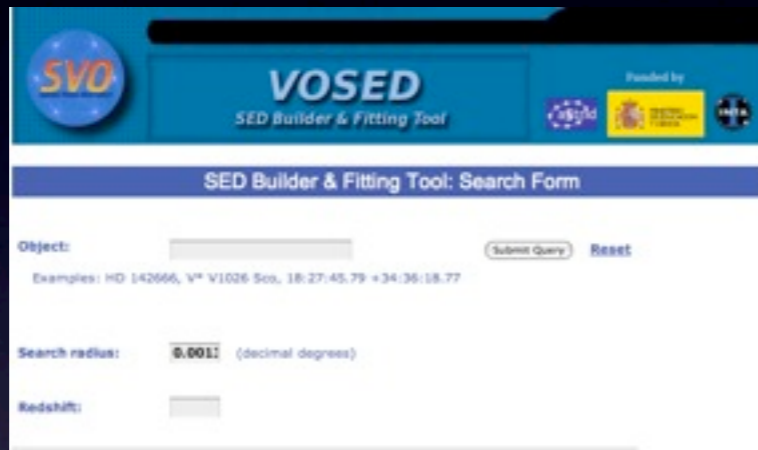 SVO
VOSED
SED Builder & Fitting Tool
Funded by
SED Builder & Fitting Tool: Search Form
Object:
Submit Query Reset
Examples: HD 142666, V* V1026 Sco, 18:27:45.79 +34:36:18.77
Search radius: (decimal degrees)
Redshift: